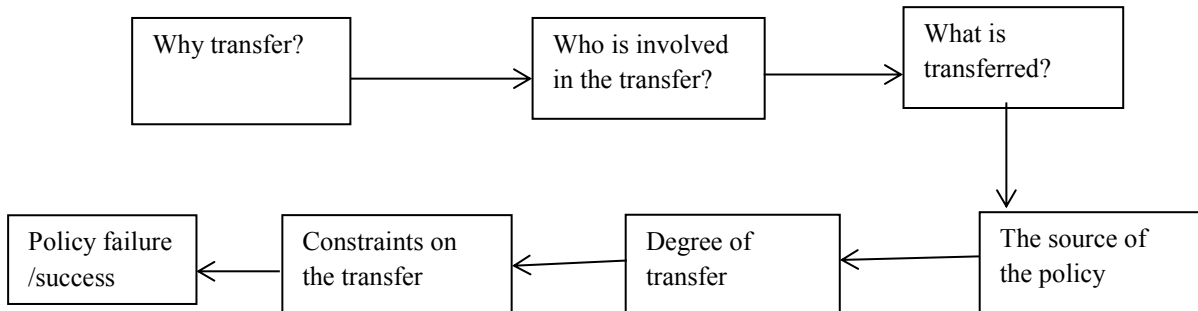 Why transfer?
Who is involved
in the transfer?
What is
transferred?
The source of
the policy
Degree of
transfer
Constraints on
the transfer
Policy failure
/success